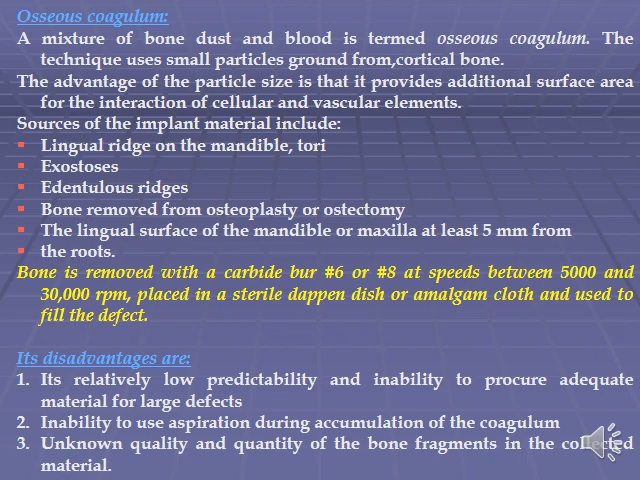 Osseous coagulum:
A mixture of bone dust and blood is termed osseous coagulum. The
technique uses small particles ground from,cortical bone.
The advantage of the particle size is that it provides additional surface area
for the interaction of cellular and vascular elements.
Sources of the implant material include:
▪ Lingual ridge on the mandible, tori
▪ Exostoses
▪ Edentulous ridges
▪ Bone removed from osteoplasty or ostectomy
▪ The lingual surface of the mandible or maxilla at least 5 mm from
▪ the roots.
Bone is removed with a carbide bur #6 or #8 at speeds between 5000 and
30,000 rpm, placed in a sterile dappen dish or amalgam cloth and used to
fill the defect.
Its disadvantages are:
1. Its relatively low predictability and inability to procure adequate
material for large defects
2. Inability to use aspiration during accumulation of the coagulum
3. Unknown quality and quantity of the bone fragments in the collected
material.